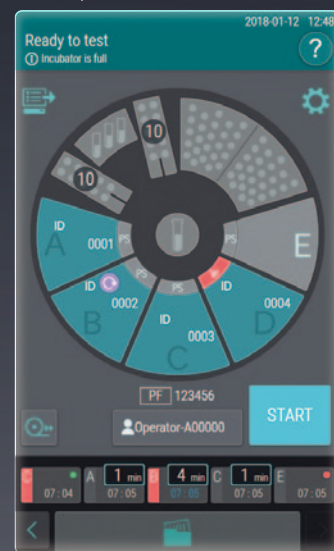 2018-01-12 12:48
Ready to test
Incubator is full
?
10
10
ID
A
0001
PS
PS
E
ID
0002
B
PS
PS
ID
0003
C
ID
0004
D
PF 123456
Operator-A00000
START
C
07:04
A 1 min
07:05
B 4 min
07:05
C 1 min
07:05
E
07:05